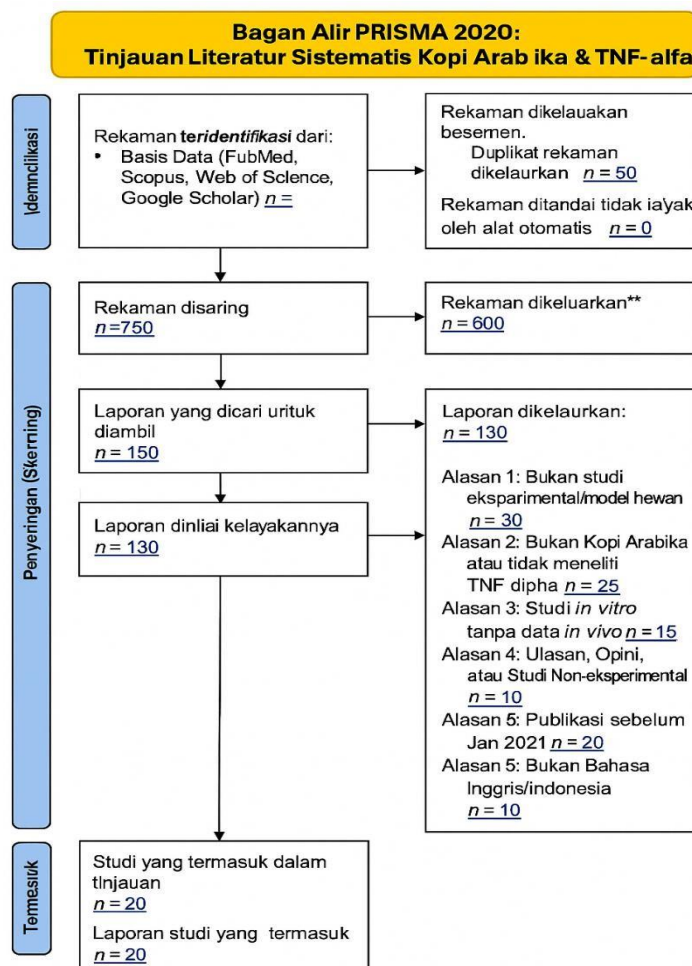 Bagan Alir PRISMA 2020:
Tinjauan Literatur Sistematis Kopi Arab ika & TNF-alfa
Rekaman teridentifikasi dari:
• Basis Data (FubMed,
Scopus, Web of Sclence,
Google Scholar) n =
Rekaman dikelauakan
besemen.
Duplikat rekaman
dikelaurkan n = 50
Rekaman ditandai tidak ia/yak
oleh alat otomatis n = 0
Penyeringan (Skerning)
Rekaman disaring
n=750
Rekaman dikeluarkan**
n = 600
Laporan yang dicari urituk
diambil
n = 150
Laporan dinliai kelayakannya
n = 130
Laporan dikelaurkan:
n = 130
Alasan 1: Bukan studi
eksparimental/model hewan
n = 30
Alasan 2: Bukan Kopi Arabika
atau tidak meneliti
TNF dipha n = 25
Alasan 3: Studi in vitro
tanpa data in vivo n = 15
Alasan 4: Ulasan, Opini,
atau Studi Non-eksperimental
n = 10
Alasan 5: Publikasi sebelum
Jan 2021 n = 20
Alasan 5: Bukan Bahasa
Inggris/indonesia
n = 10
Studi yang termasuk dalam
tInjauan
n = 20
Laporan studi yang termasuk
n = 20